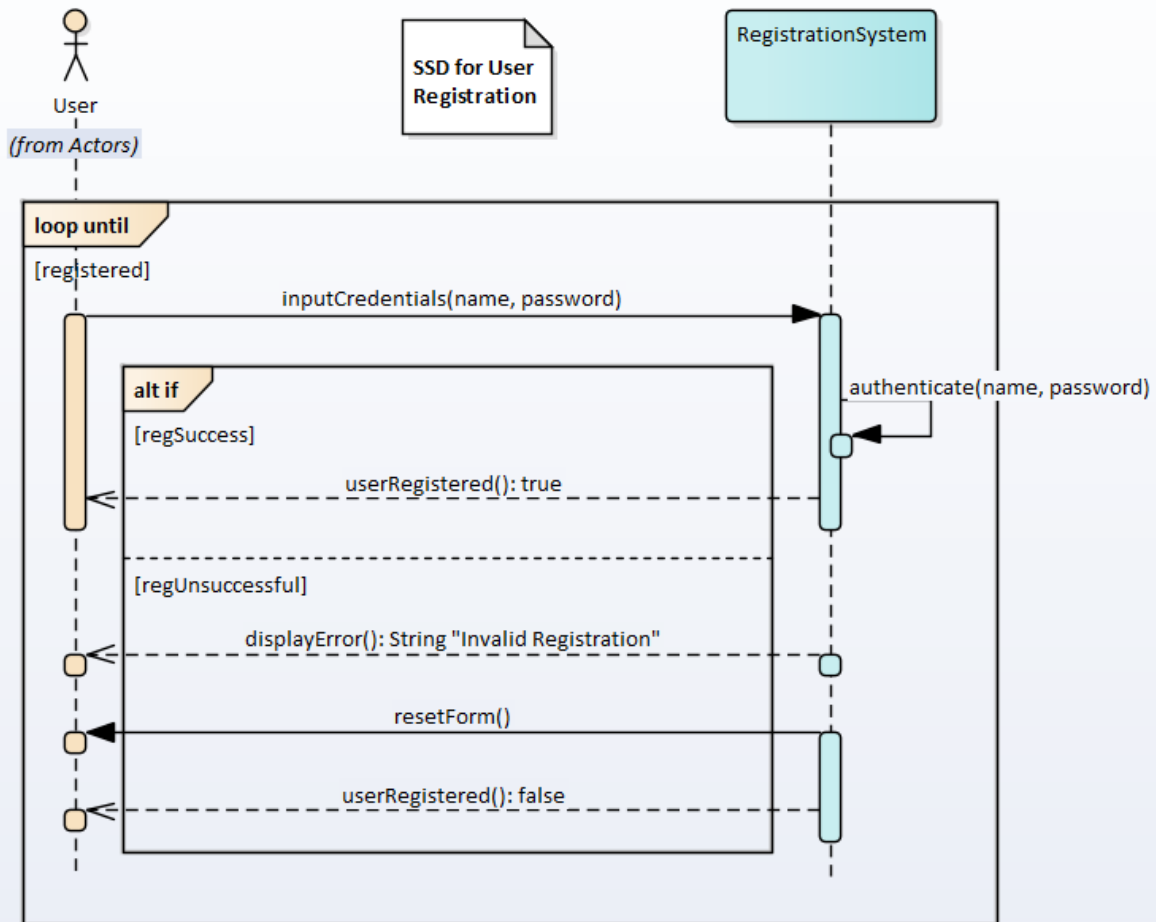 User
(from Actors)
SSD for User
Registration
RegistrationSystem
loop until
[registered]
inputCredentials(name, password)
alt if
authenticate(name, password)
[regSuccess]
userRegistered(): true
[regUnsuccessful]
displayError(): String "Invalid Registration"
resetForm()
userRegistered(): false